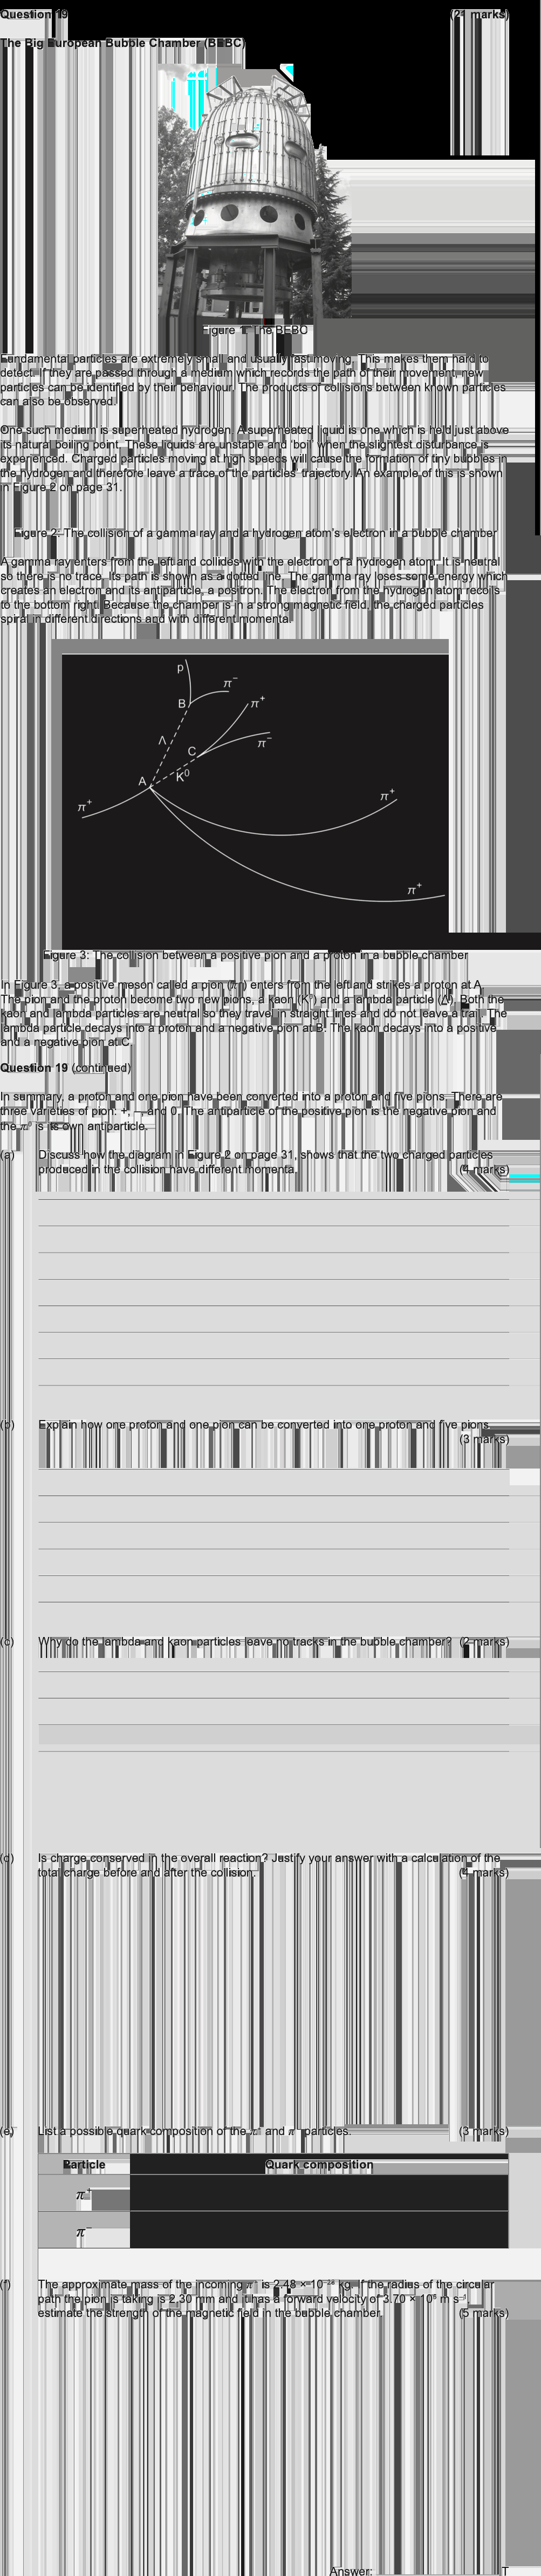 Question 19
marks)
The Big European Bubble Chamber (BEBC)
Figure 1: The BEBC
Fundamental particles are extremely small and usually fast moving. This makes them hard to
detect. If they are passed through a medium which records the path of their movement, new
particles can be identified by their behaviour. The products of collisions between known particles
can also be observed.
One such medium is superheated hydrogen. A superheated liquid is one which is held just above
its natural boiling point. These liquids are unstable and 'boil' when the slightest disturbance is
experienced. Charged particles moving at high speeds will cause the formation of tiny bubbles in
the hydrogen and therefore leave a trace of the particles' trajectory. An example of this is shown
in Figure 2 on page 31.
Figure 2: The collision of a gamma ray and a hydrogen atom's electron in a bubble chamber
A gamma ray enters from the left and collides with the electron of a hydrogen atom. It is neutral
so there is no trace. Its path is shown as a dotted line. The gamma ray loses some energy which
creates an electron and its antiparticle, a positron. The electron from the hydrogen atom recoils
to the bottom right. Because the chamber is in a strong magnetic field, the charged particles
spiral in different directions and with different momenta.
p
π⁻
B
π⁺
Λ
π⁻
C
A
K⁰
π⁺
π⁺
π⁺
Figure 3: The collision between a positive pion and a proton in a bubble chamber
In Figure 3, a positive meson called a pion enters from the left and strikes a proton at A.
The pion and the proton become two new pions, a kaon (K⁰) and a lambda particle (Λ). Both the
kaon and lambda particles are neutral so they travel in straight lines and do not leave a trail. The
lambda particle decays into a proton and a negative pion at B. The kaon decays into a positive
and a negative pion at C.
Question 19 (continued)
In summary, a proton and one pion have been converted into a proton and five pions. There are
three varieties of pion: +, – and 0. The antiparticle of the positive pion is the negative pion and
the π⁰ is its own antiparticle.
(a) Discuss how the diagram in Figure 2 on page 31, shows that the two charged particles
produced in the collision have different momenta. (4 marks)
(b) Explain how one proton and one pion can be converted into one proton and five pions.
(3 marks)
(c) Why do the lambda and kaon particles leave no tracks in the bubble chamber? (2 marks)
(d) Is charge conserved in the overall reaction? Justify your answer with a calculation of the
total charge before and after the collision. (4 marks)
(e) List a possible quark composition of the π⁺ and π⁻ particles. (3 marks)
Particle Quark composition
π⁺
π⁻
(f) The approximate mass of the incoming π⁺ is 2.48 × 10⁻²⁸ kg. If the radius of the circular
path the pion is taking is 2.30 mm and it has a forward velocity of 3.70 × m s⁻¹,
estimate the strength of the magnetic field in the bubble chamber. (5 marks)
Answer: T